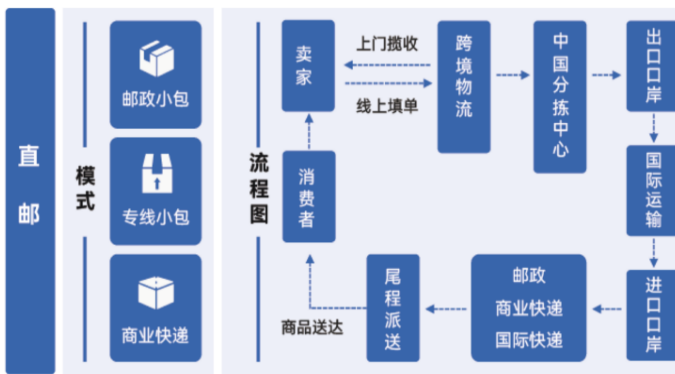 直邮
模式
邮政小包
专线小包
商业快递
流程图
卖家
上门揽收
线上填单
跨境物流
中国分拣中心
出口口岸
国际运输
进口口岸
邮政
商业快递
国际快递
尾程派送
商品送达
消费者